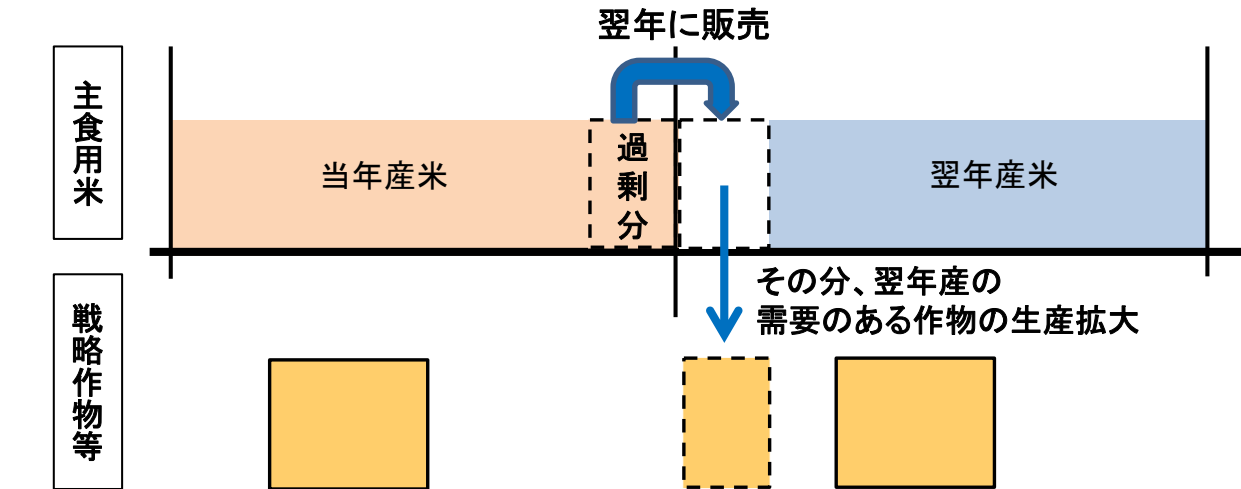 翌年に販売
主食用米
当年産米
過剰分
翌年産米
その分、翌年産の
需要のある作物の生産拡大
戦略作物等